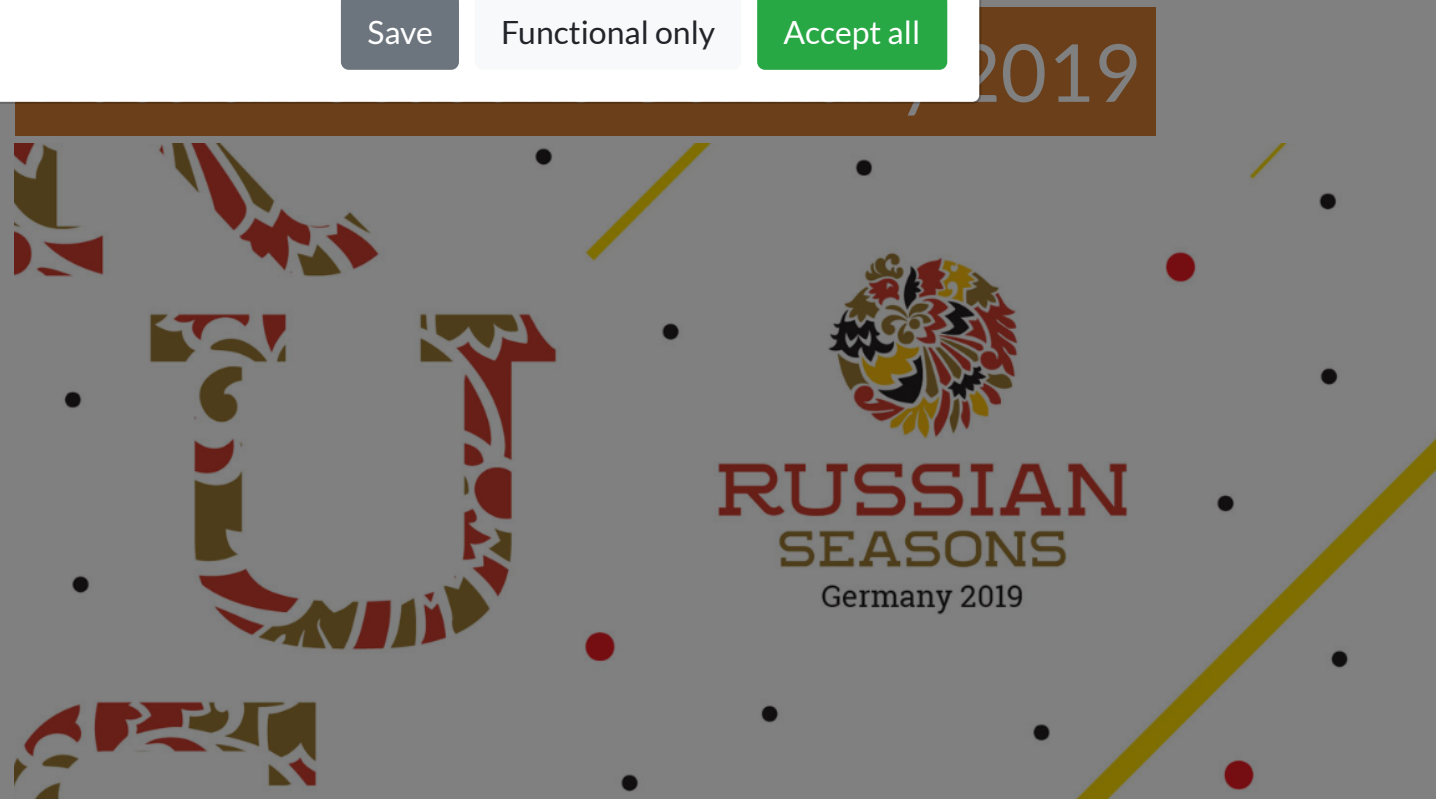 Save
Functional only
Accept all
2019
U
RUSSIAN
SEASONS
Germany 2019